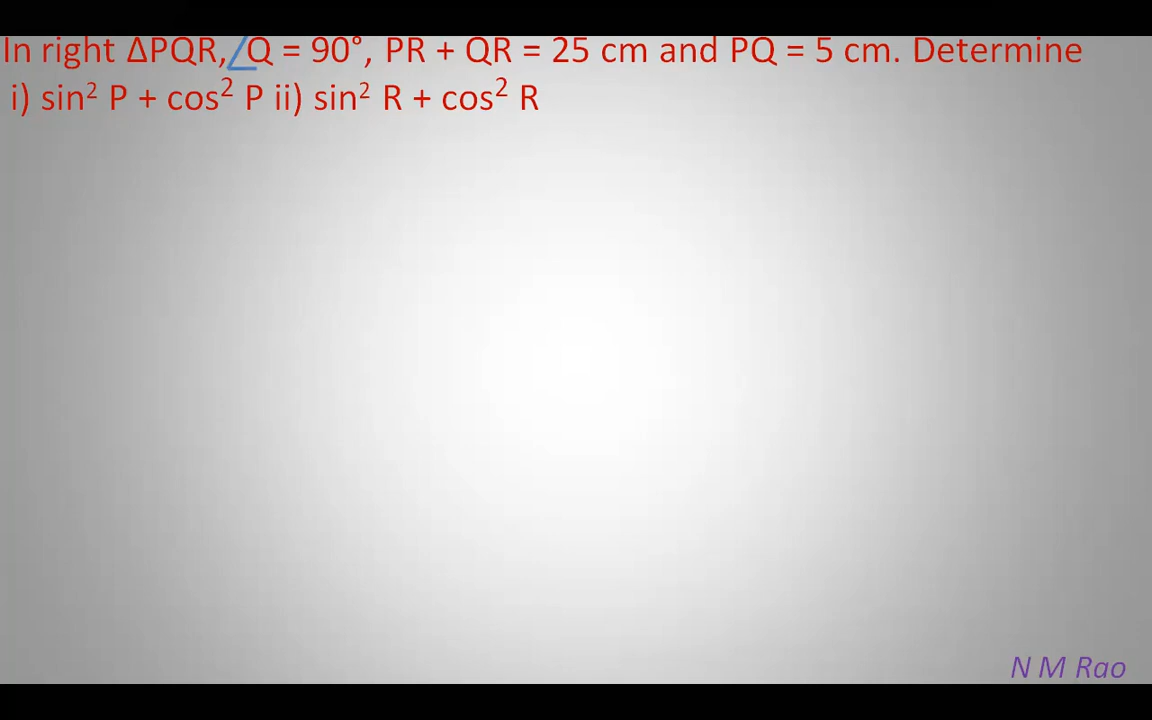 In right ΔPQR,∠Q = 90°, PR + QR = 25 cm and PQ = 5 cm. Determine
i) sin² P + cos² P ii) sin² R + cos² R
N M Rao